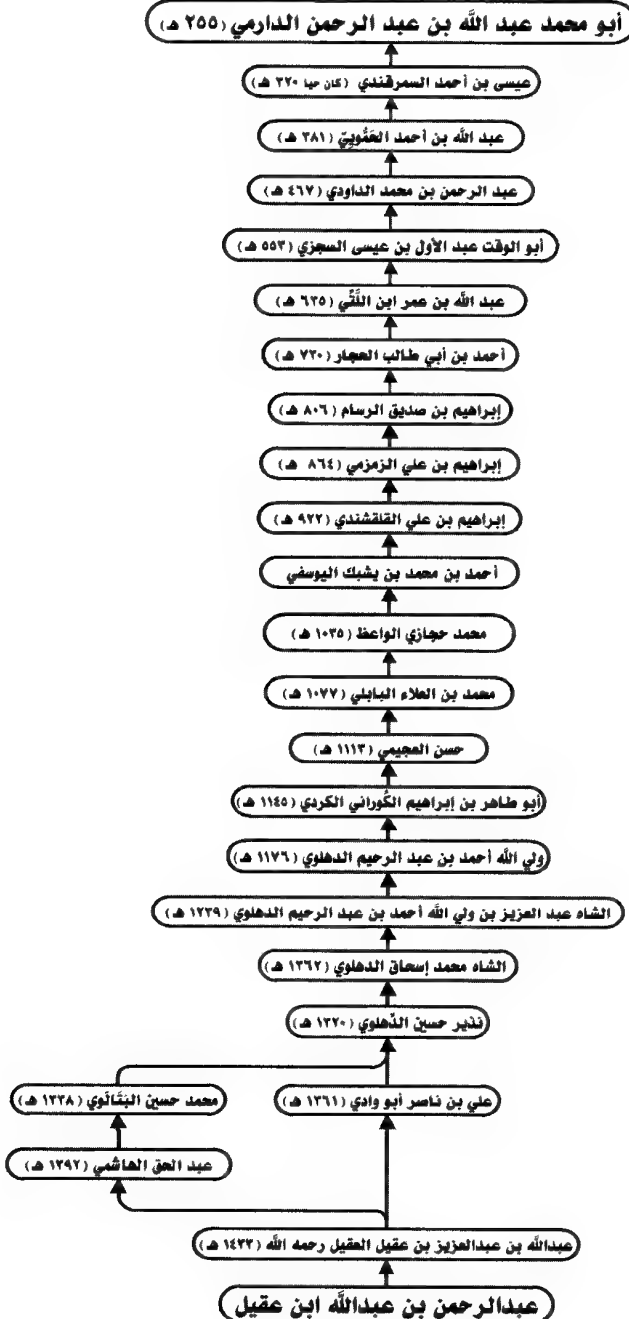 أبو محمد عبد الله بن عبد الرحمن الدارمي (٢٥٥ هـ)
عيسى بن أحمد السمرقندي (كان حيا ٣٢٠ هـ)
عبد الله بن أحمد الحَمُّوييّ (٣٨١ هـ)
عبد الرحمن بن محمد الداودي (٤٦٧ هـ)
أبو الوقت عبد الأول بن عيسى السجزي (٥٥٣ هـ)
عبد الله بن عمر ابن اللَّتِّي (٦٣٥ هـ)
أحمد بن أبي طالب الحجار (٧٣٠ هـ)
إبراهيم بن صديق الرسام (٨٠٦ هـ)
إبراهيم بن علي الزمزمي (٨٦٤ هـ)
إبراهيم بن علي القلقشندي (٩٢٢ هـ)
أحمد بن محمد بن يشبك اليوسفي
محمد حجازي الواعظ (١٠٣٥ هـ)
محمد بن العلاء البابلي (١٠٧٧ هـ)
حسن العجيمي (١١١٣ هـ)
أبو طاهر بن إبراهيم الكُوراني الكردي (١١٤٥ هـ)
ولي الله أحمد بن عبد الرحيم الدهلوي (١١٧٦ هـ)
الشاه عبد العزيز بن ولي الله أحمد بن عبد الرحيم الدهلوي (١٢٣٩ هـ)
الشاه محمد إسحاق الدهلوي (١٣٦٢ هـ)
نذير حسين الدِّهلوي (١٣٢٠ هـ)
علي بن ناصر أبو وادي (١٣٦١ هـ)
محمد حسين البَتَالَوي (١٣٣٨ هـ)
عبد الحق الهاشمي (١٣٩٢ هـ)
عبدالله بن عبدالعزيز بن عقيل العقيل رحمه الله (١٤٣٣ هـ)
عبدالرحمن بن عبدالله ابن عقيل